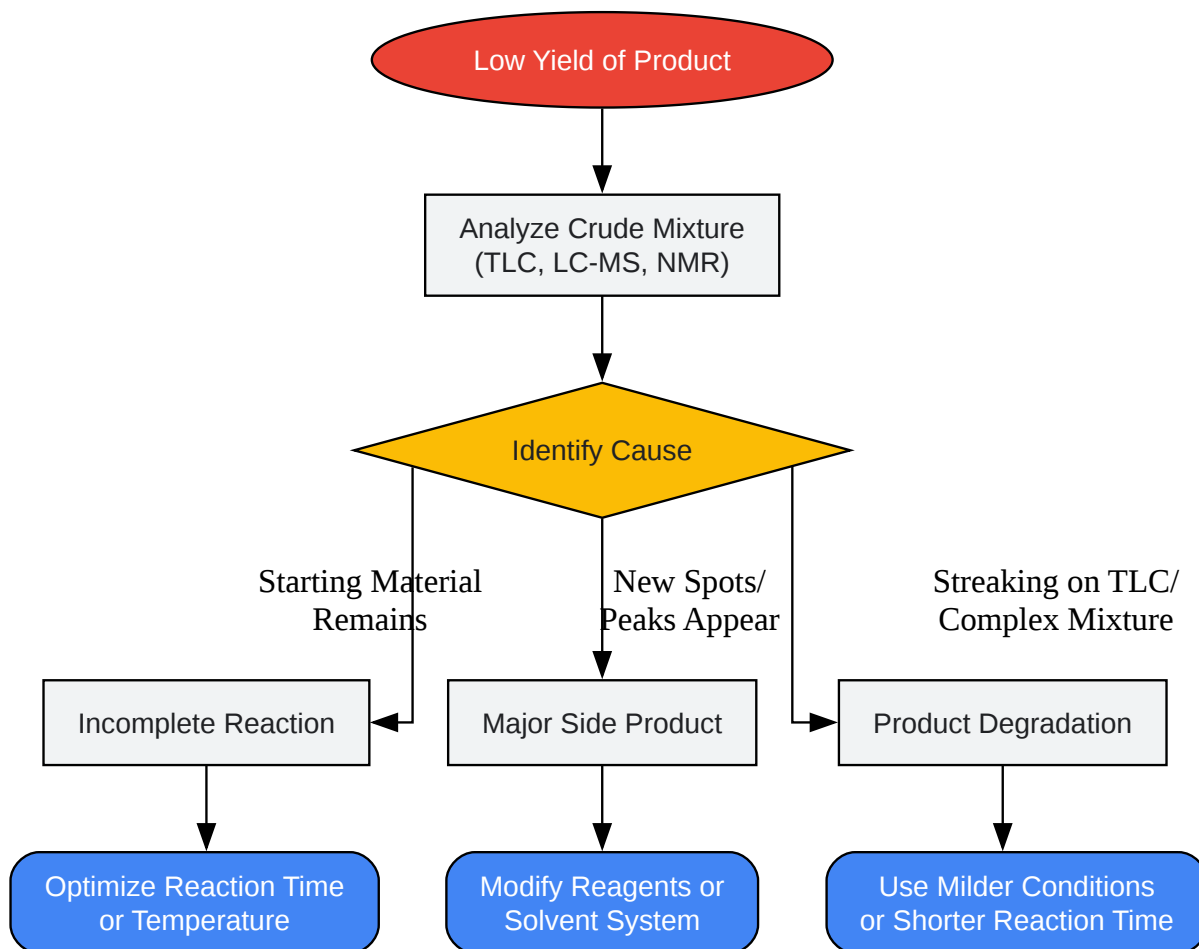 Low Yield of Product
Analyze Crude Mixture
(TLC, LC-MS, NMR)
Identify Cause
Starting Material
Remains
New Spots/
Peaks Appear
Streaking on TLC/
Complex Mixture
Incomplete Reaction
Major Side Product
Product Degradation
Optimize Reaction Time
or Temperature
Modify Reagents or
Solvent System
Use Milder Conditions
or Shorter Reaction Time